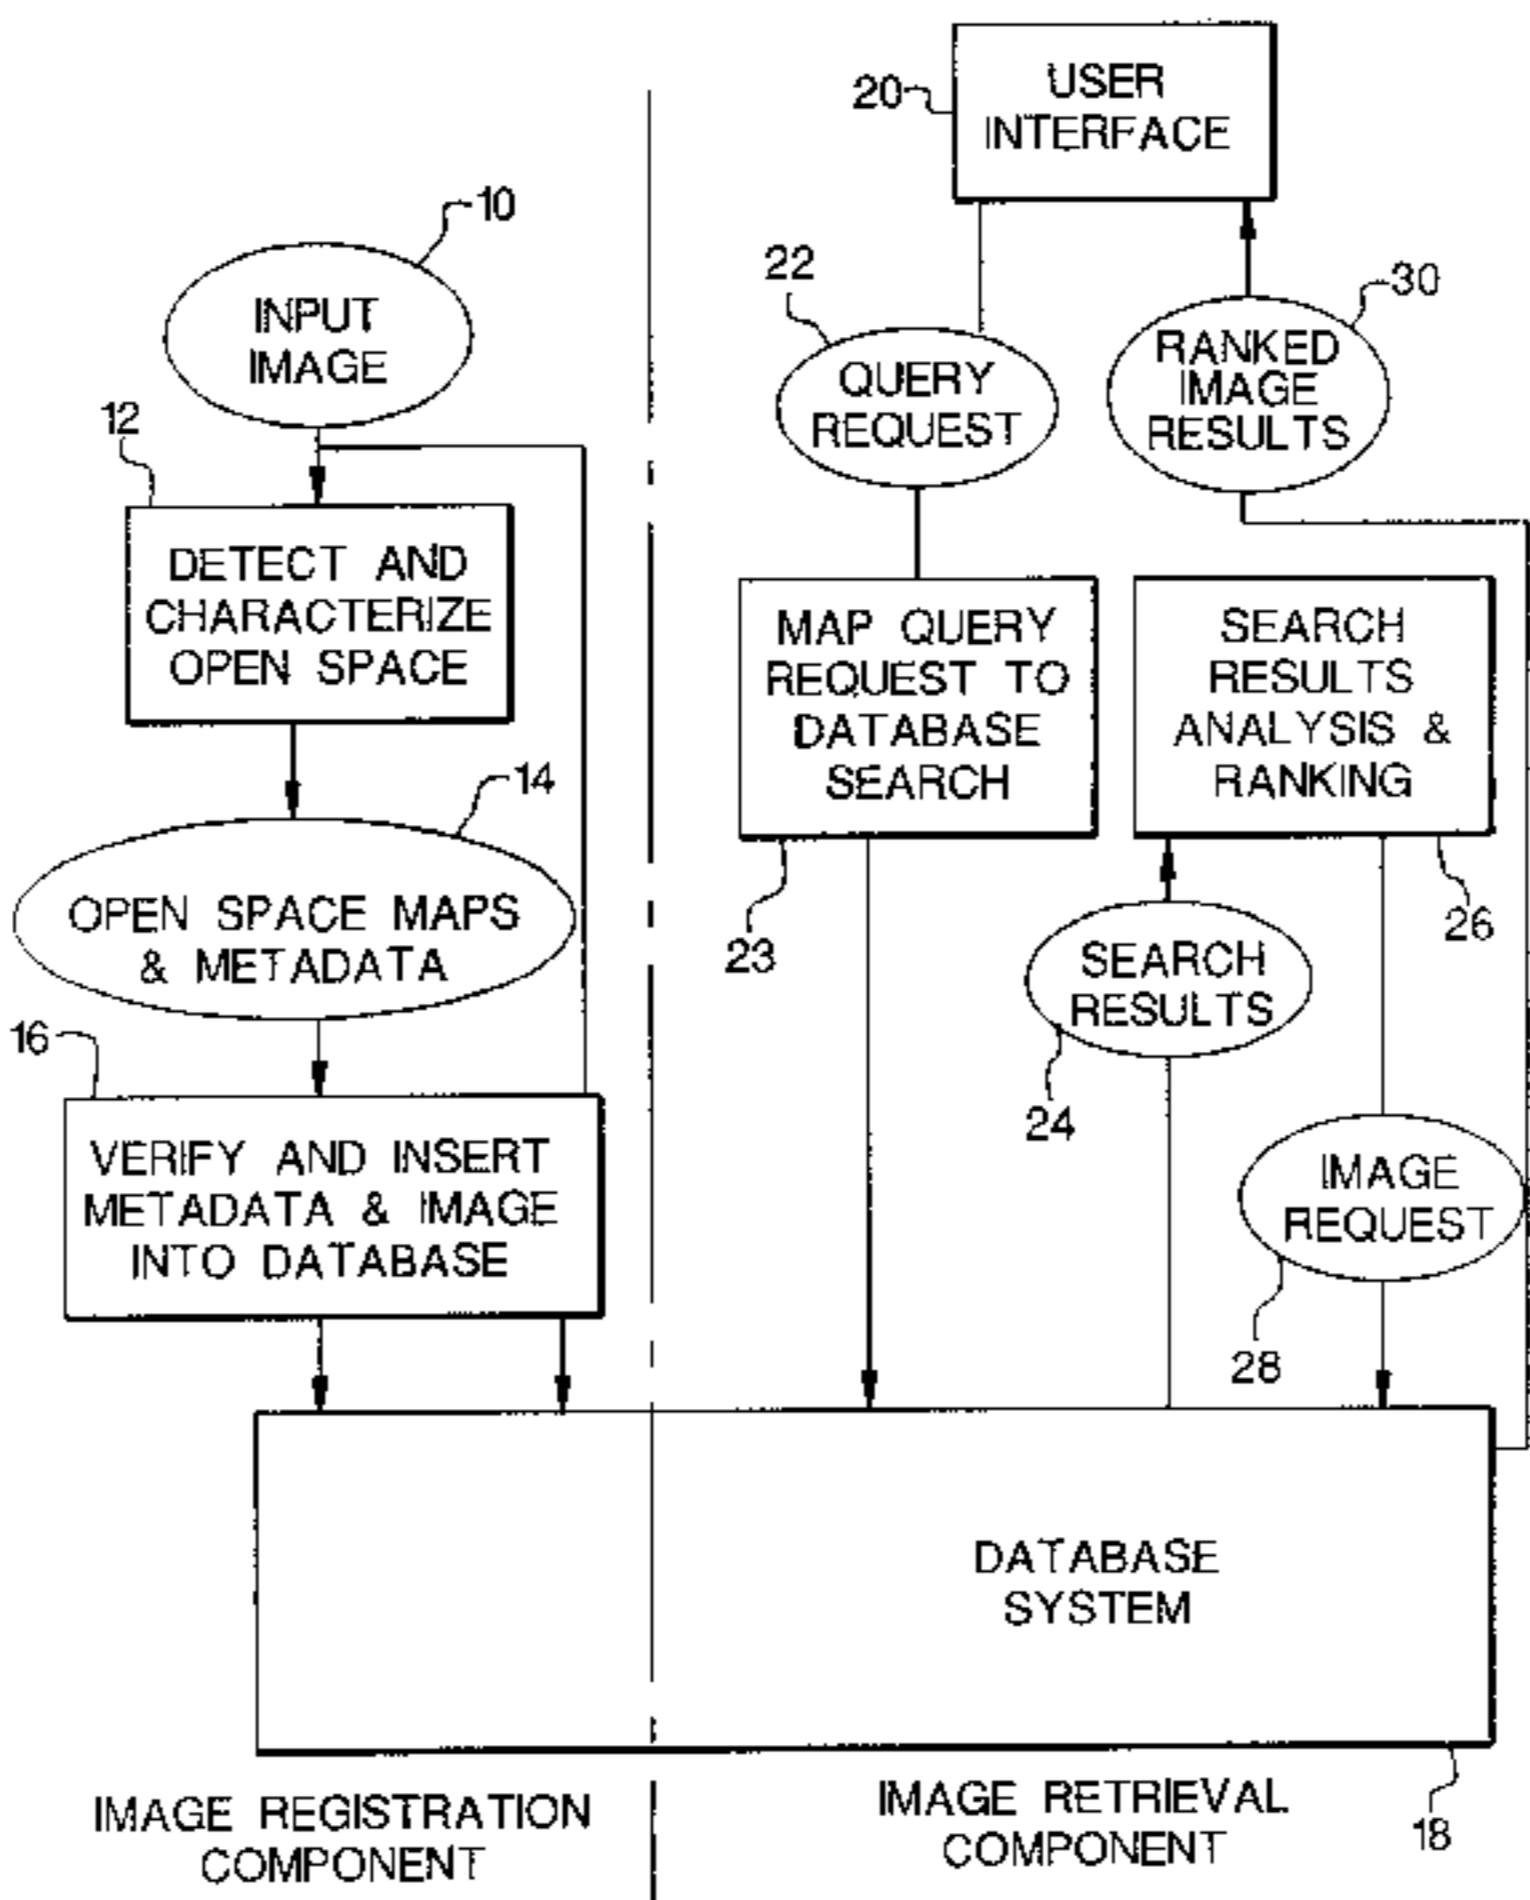 10
INPUT
IMAGE
12
DETECT AND
CHARACTERIZE
OPEN SPACE
14
OPEN SPACE MAPS
& METADATA
16
VERIFY AND INSERT
METADATA & IMAGE
INTO DATABASE
20
USER
INTERFACE
22
QUERY
REQUEST
30
RANKED
IMAGE
RESULTS
MAP QUERY
REQUEST TO
DATABASE
SEARCH
23
SEARCH
RESULTS
ANALYSIS &
RANKING
26
SEARCH
RESULTS
24
IMAGE
REQUEST
28
DATABASE
SYSTEM
18
IMAGE REGISTRATION
COMPONENT
IMAGE RETRIEVAL
COMPONENT